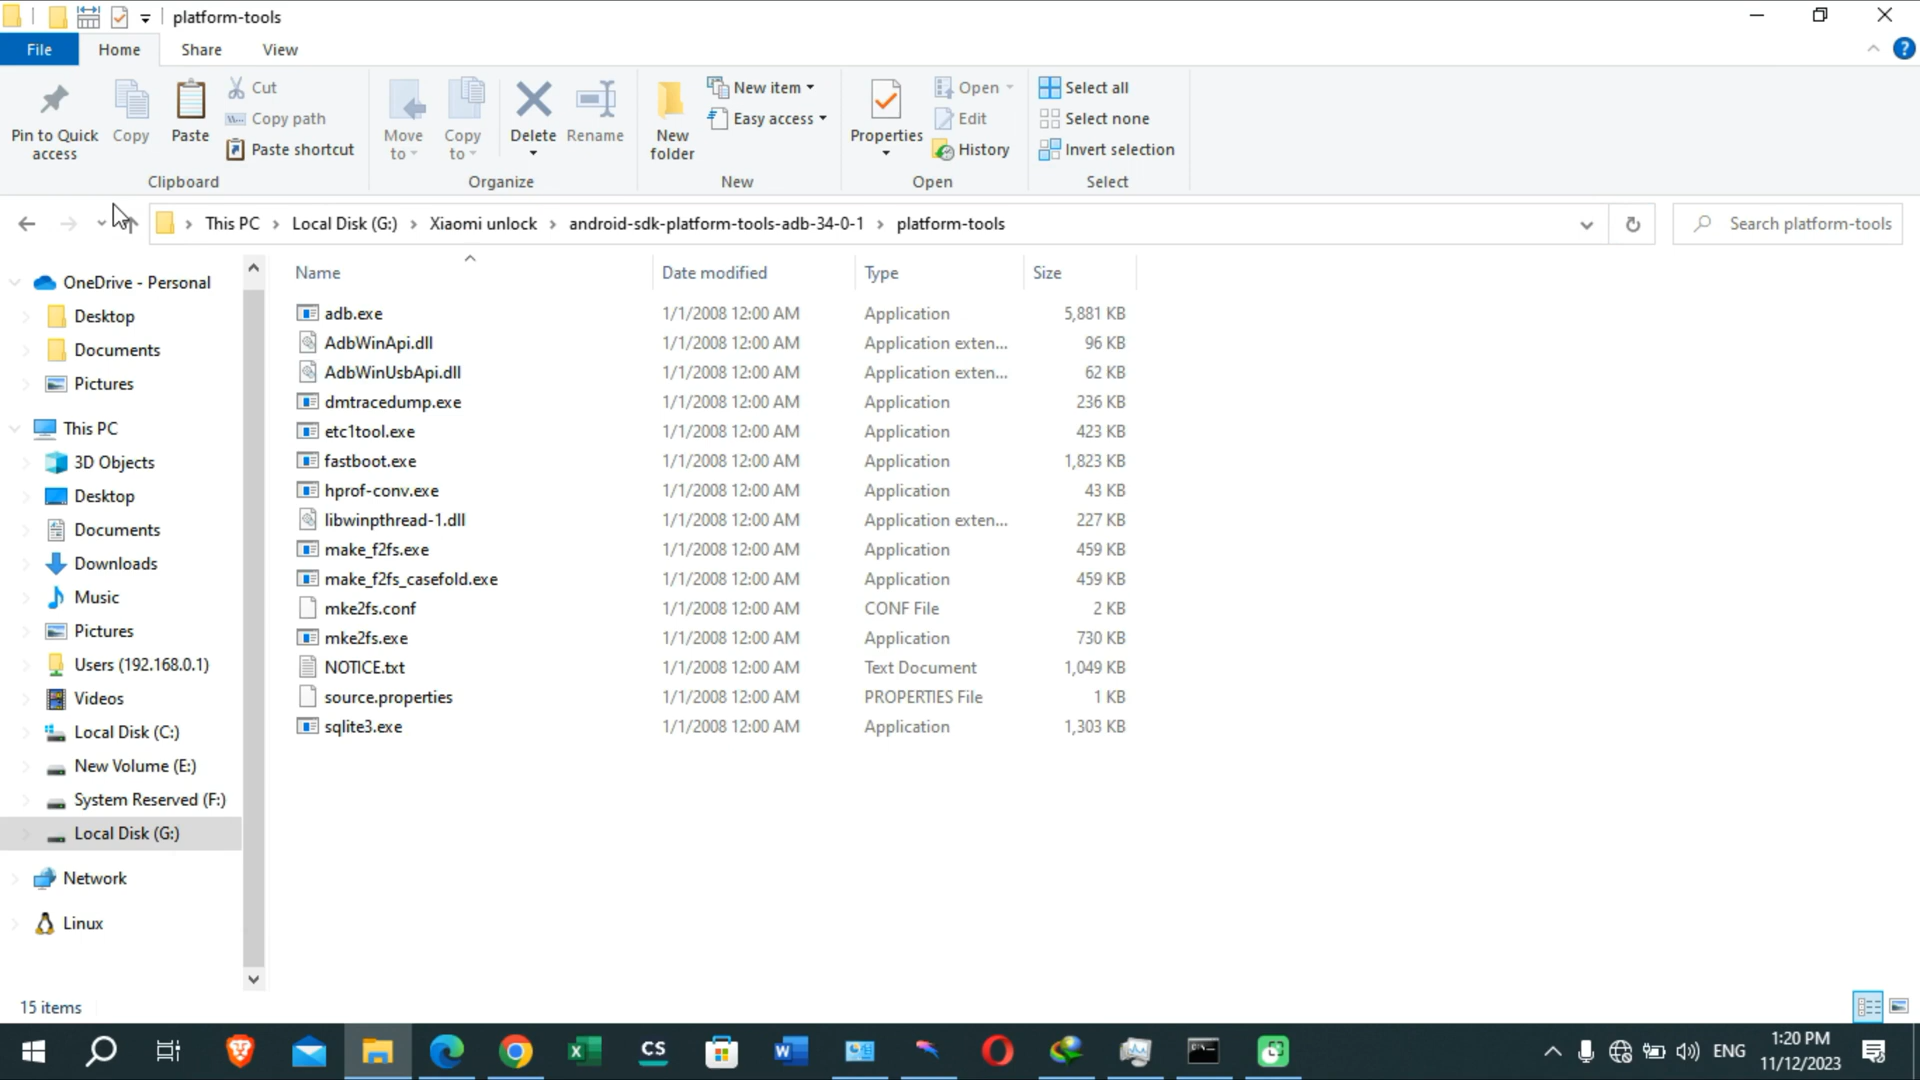 platform-tools
File Home Share View
Pin to Quick access
Copy
Paste
Cut
Copy path
Paste shortcut
Clipboard
Move to
Copy to
Delete
Rename
Organize
New folder
New item
Easy access
New
Properties
Open
Edit
History
Open
Select all
Select none
Invert selection
Select
This PC › Local Disk (G:) › Xiaomi unlock › android-sdk-platform-tools-adb-34-0-1 › platform-tools
Search platform-tools
OneDrive - Personal
Desktop
Documents
Pictures
This PC
3D Objects
Desktop
Documents
Downloads
Music
Pictures
Users (192.168.0.1)
Videos
Local Disk (C:)
New Volume (E:)
System Reserved (F:)
Local Disk (G:)
Network
Linux
Name Date modified Type Size
adb.exe 1/1/2008 12:00 AM Application 5,881 KB
AdbWinApi.dll 1/1/2008 12:00 AM Application exten... 96 KB
AdbWinUsbApi.dll 1/1/2008 12:00 AM Application exten... 62 KB
dmtracedump.exe 1/1/2008 12:00 AM Application 236 KB
etc1tool.exe 1/1/2008 12:00 AM Application 423 KB
fastboot.exe 1/1/2008 12:00 AM Application 1,823 KB
hprof-conv.exe 1/1/2008 12:00 AM Application 43 KB
libwinpthread-1.dll 1/1/2008 12:00 AM Application exten... 227 KB
make_f2fs.exe 1/1/2008 12:00 AM Application 459 KB
make_f2fs_casefold.exe 1/1/2008 12:00 AM Application 459 KB
mke2fs.conf 1/1/2008 12:00 AM CONF File 2 KB
mke2fs.exe 1/1/2008 12:00 AM Application 730 KB
NOTICE.txt 1/1/2008 12:00 AM Text Document 1,049 KB
source.properties 1/1/2008 12:00 AM PROPERTIES File 1 KB
sqlite3.exe 1/1/2008 12:00 AM Application 1,303 KB
15 items
CS
ENG
1:20 PM
11/12/2023